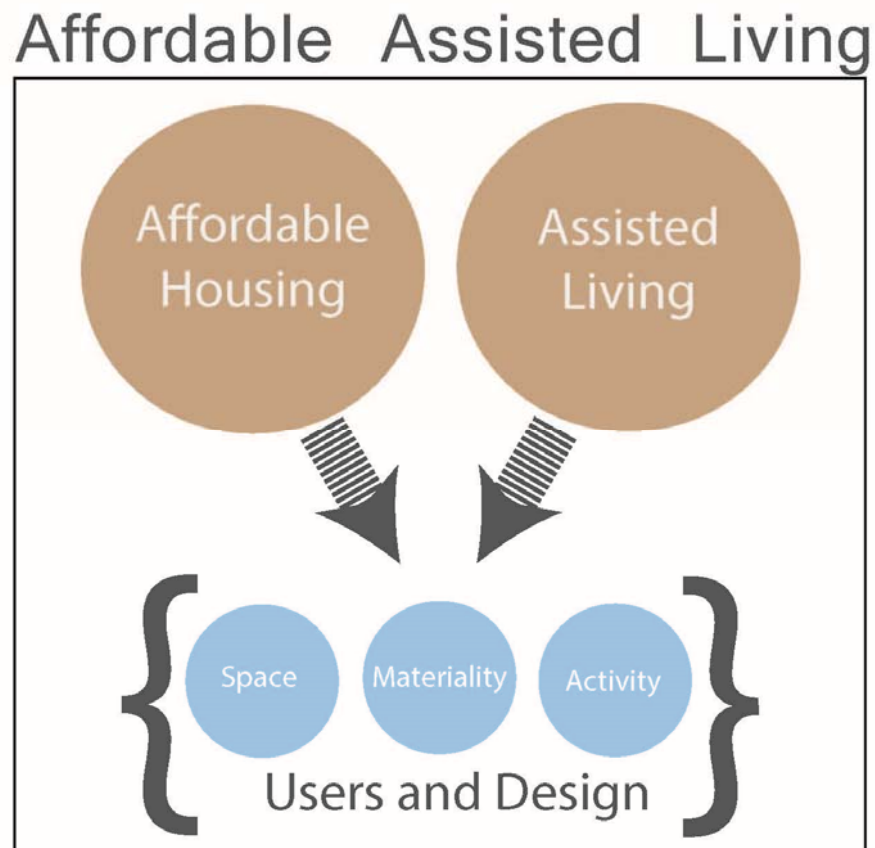 Affordable Assisted Living
Affordable
Housing
Assisted
Living
Space
Materiality
Activity
Users and Design